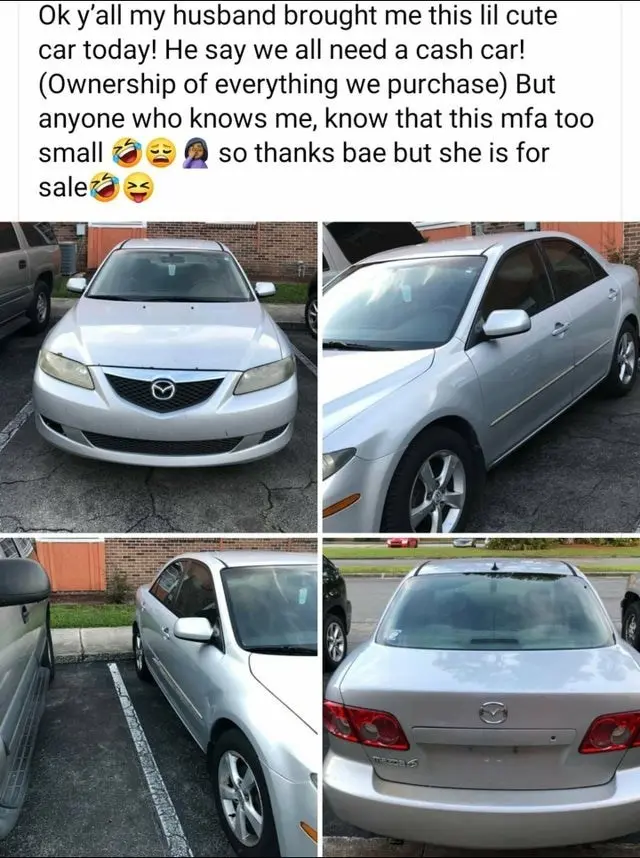 Ok y’all my husband brought me this lil cute
car today! He say we all need a cash car!
(Ownership of everything we purchase) But
anyone who knows me, know that this mfa too
small 🤣😩🤦🏾‍♀️ so thanks bae but she is for
sale🤣😝
mazda6